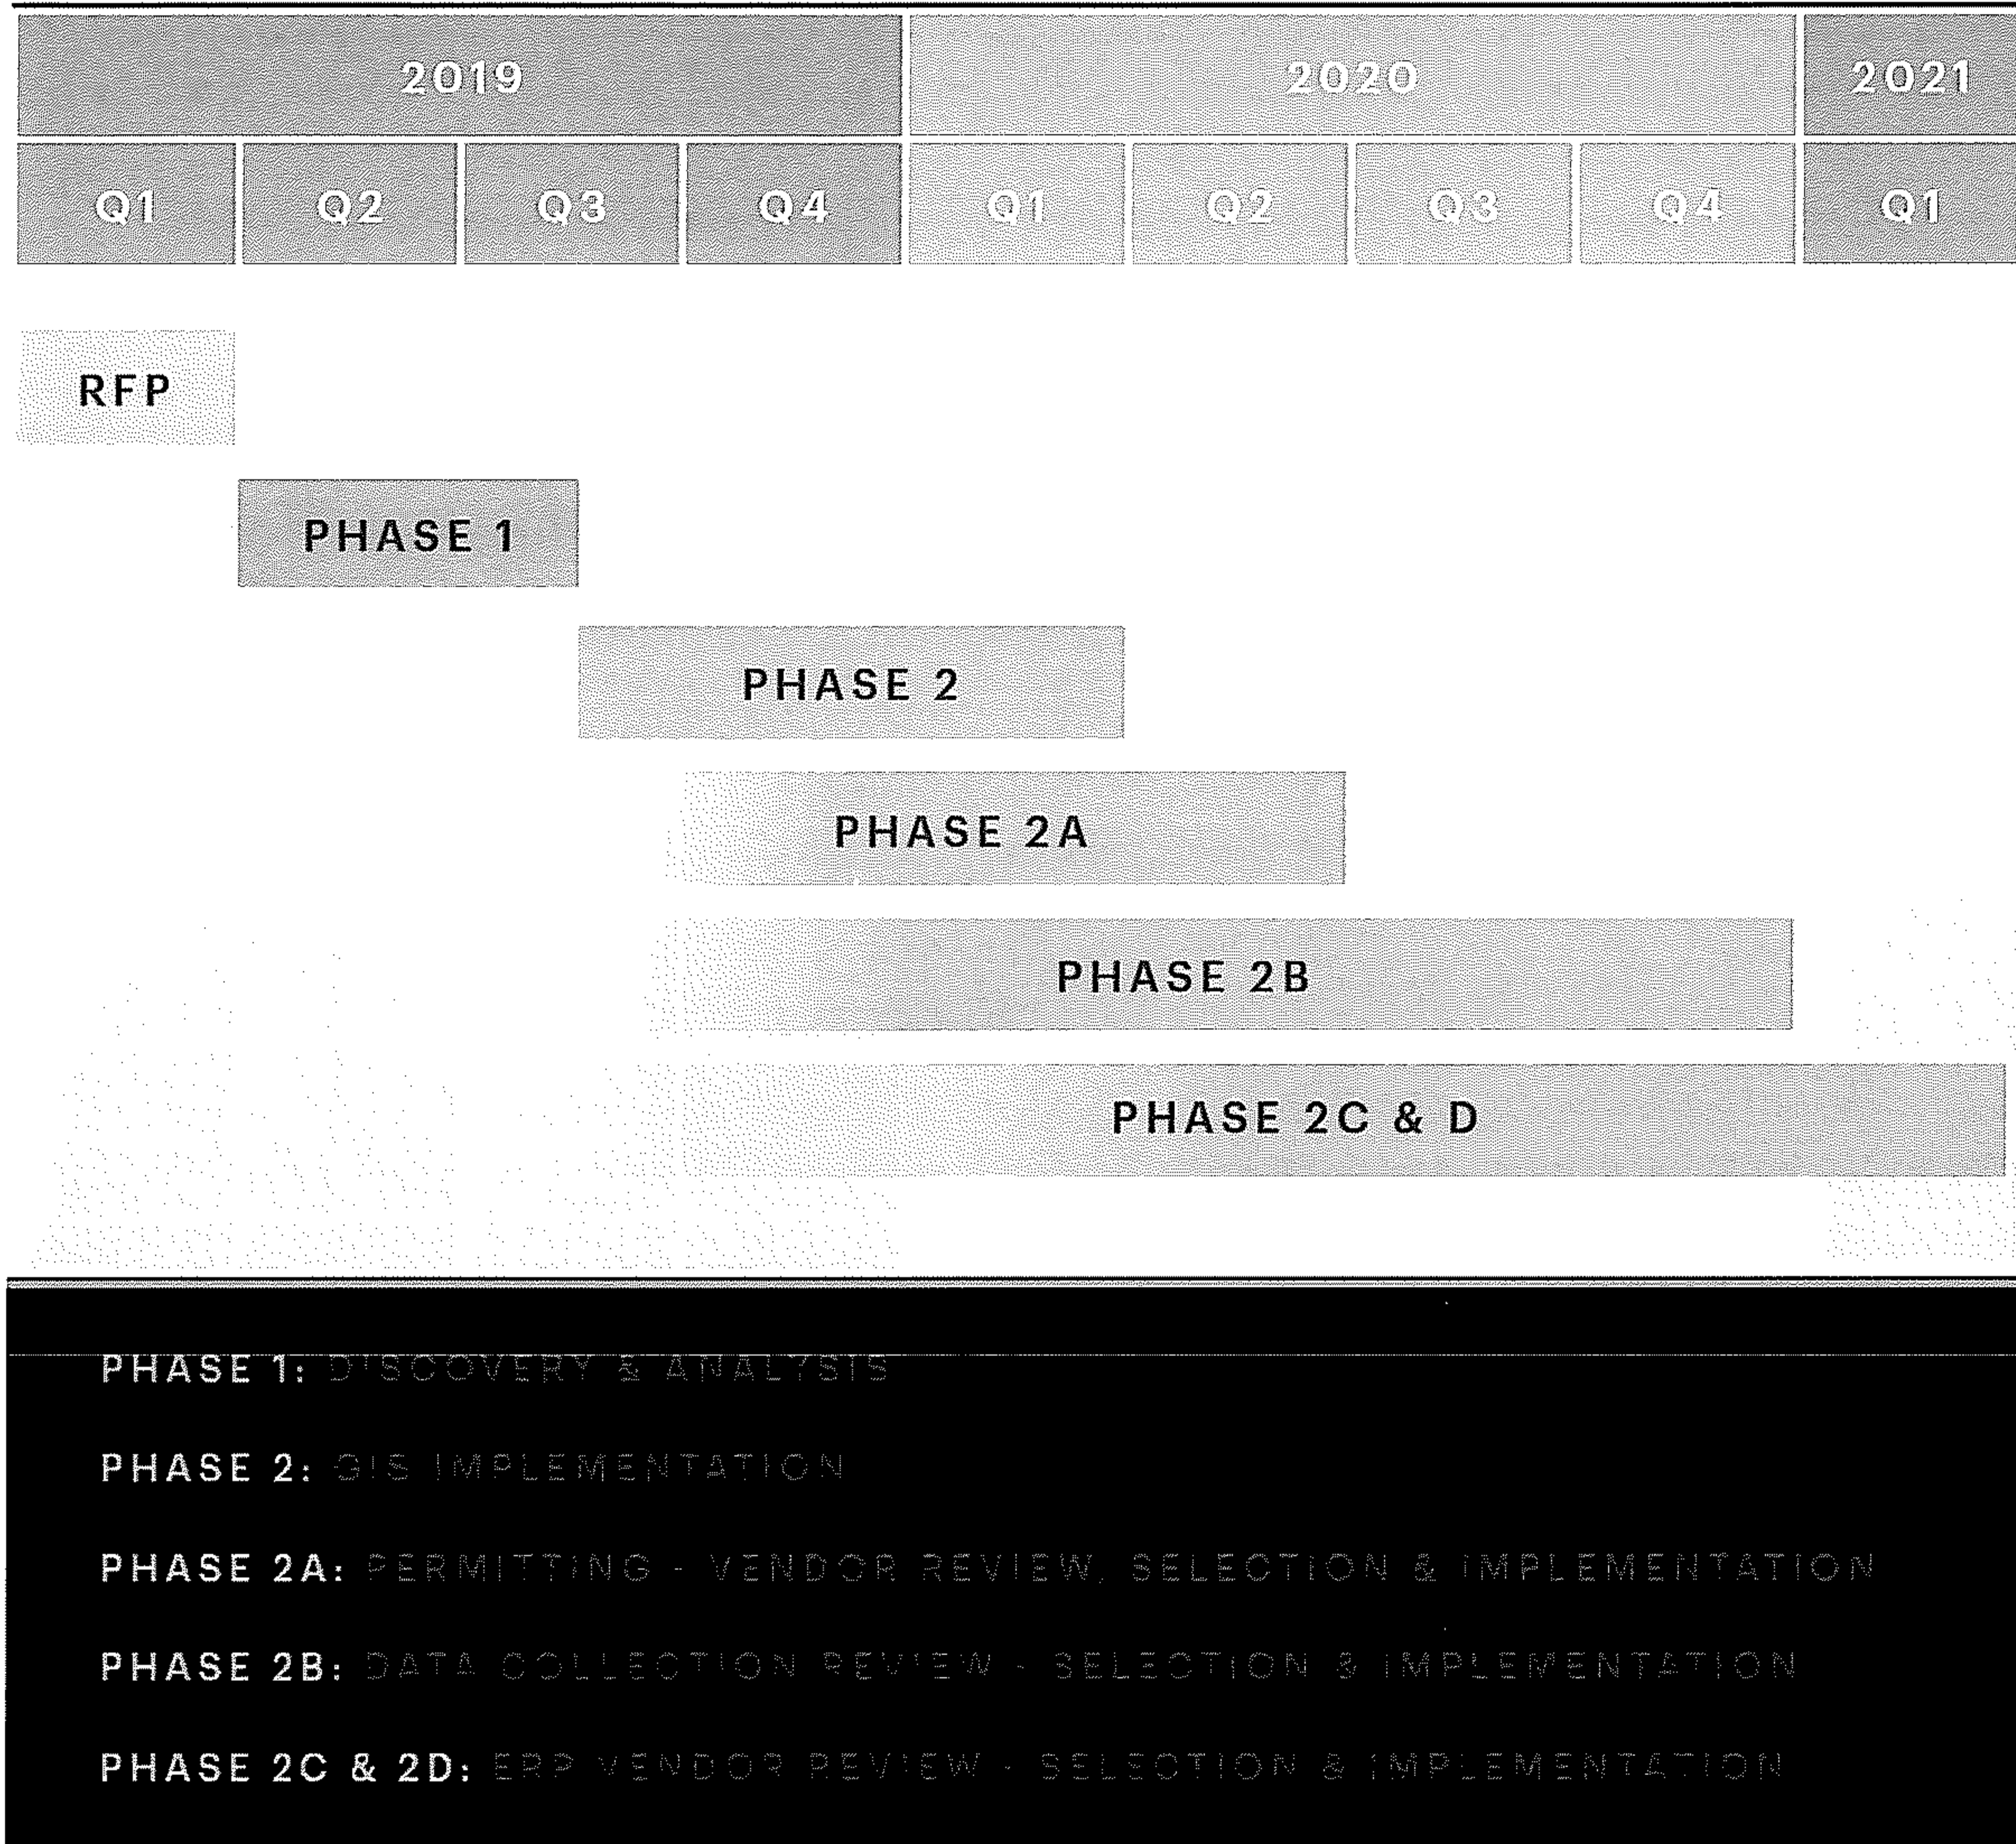 2019 2020 2021
Q1 Q2 Q3 Q4 Q1 Q2 Q3 Q4 Q1
RFP
PHASE 1
PHASE 2
PHASE 2A
PHASE 2B
PHASE 2C & D
PHASE 1: DISCOVERY & ANALYSIS
PHASE 2: GIS IMPLEMENTATION
PHASE 2A: PERMITTING - VENDOR REVIEW, SELECTION & IMPLEMENTATION
PHASE 2B: DATA COLLECTION REVIEW - SELECTION & IMPLEMENTATION
PHASE 2C & 2D: ERP VENDOR REVIEW - SELECTION & IMPLEMENTATION